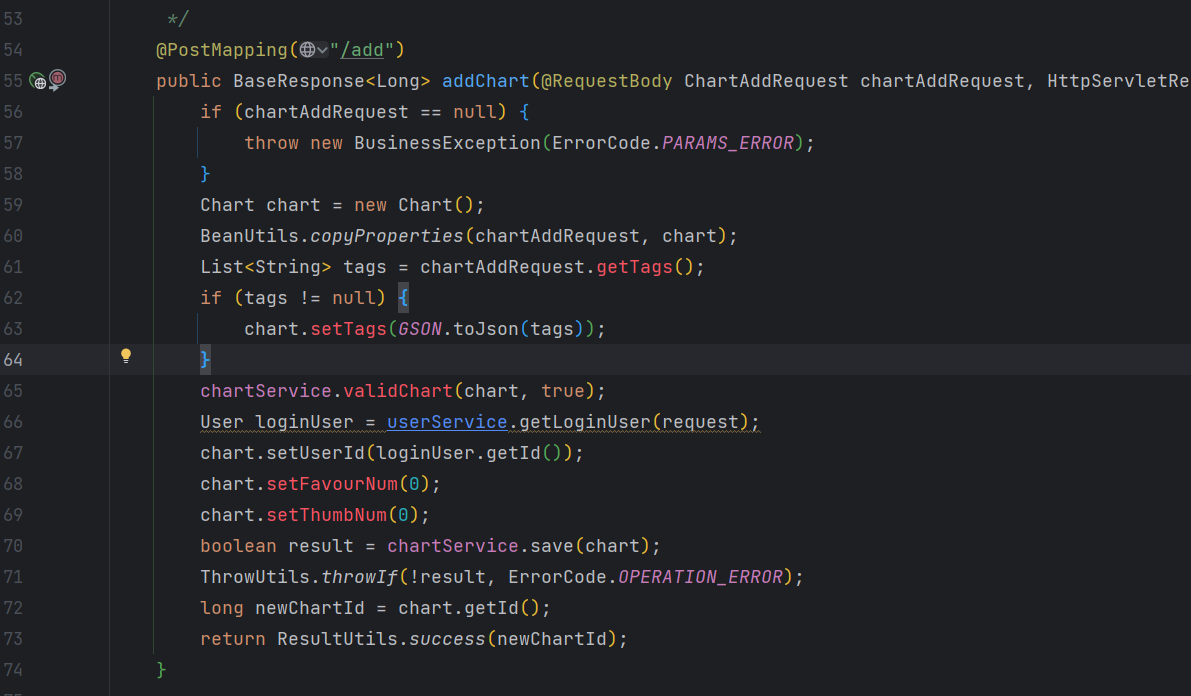 53 */
54 @PostMapping("/add")
55 public BaseResponse<Long> addChart(@RequestBody ChartAddRequest chartAddRequest, HttpServletRe
56 if (chartAddRequest == null) {
57 throw new BusinessException(ErrorCode.PARAMS_ERROR);
58 }
59 Chart chart = new Chart();
60 BeanUtils.copyProperties(chartAddRequest, chart);
61 List<String> tags = chartAddRequest.getTags();
62 if (tags != null) {
63 chart.setTags(GSON.toJson(tags));
64 }
65 chartService.validChart(chart, true);
66 User loginUser = userService.getLoginUser(request);
67 chart.setUserId(loginUser.getId());
68 chart.setFavourNum(0);
69 chart.setThumbNum(0);
70 boolean result = chartService.save(chart);
71 ThrowUtils.throwIf(!result, ErrorCode.OPERATION_ERROR);
72 long newChartId = chart.getId();
73 return ResultUtils.success(newChartId);
74 }